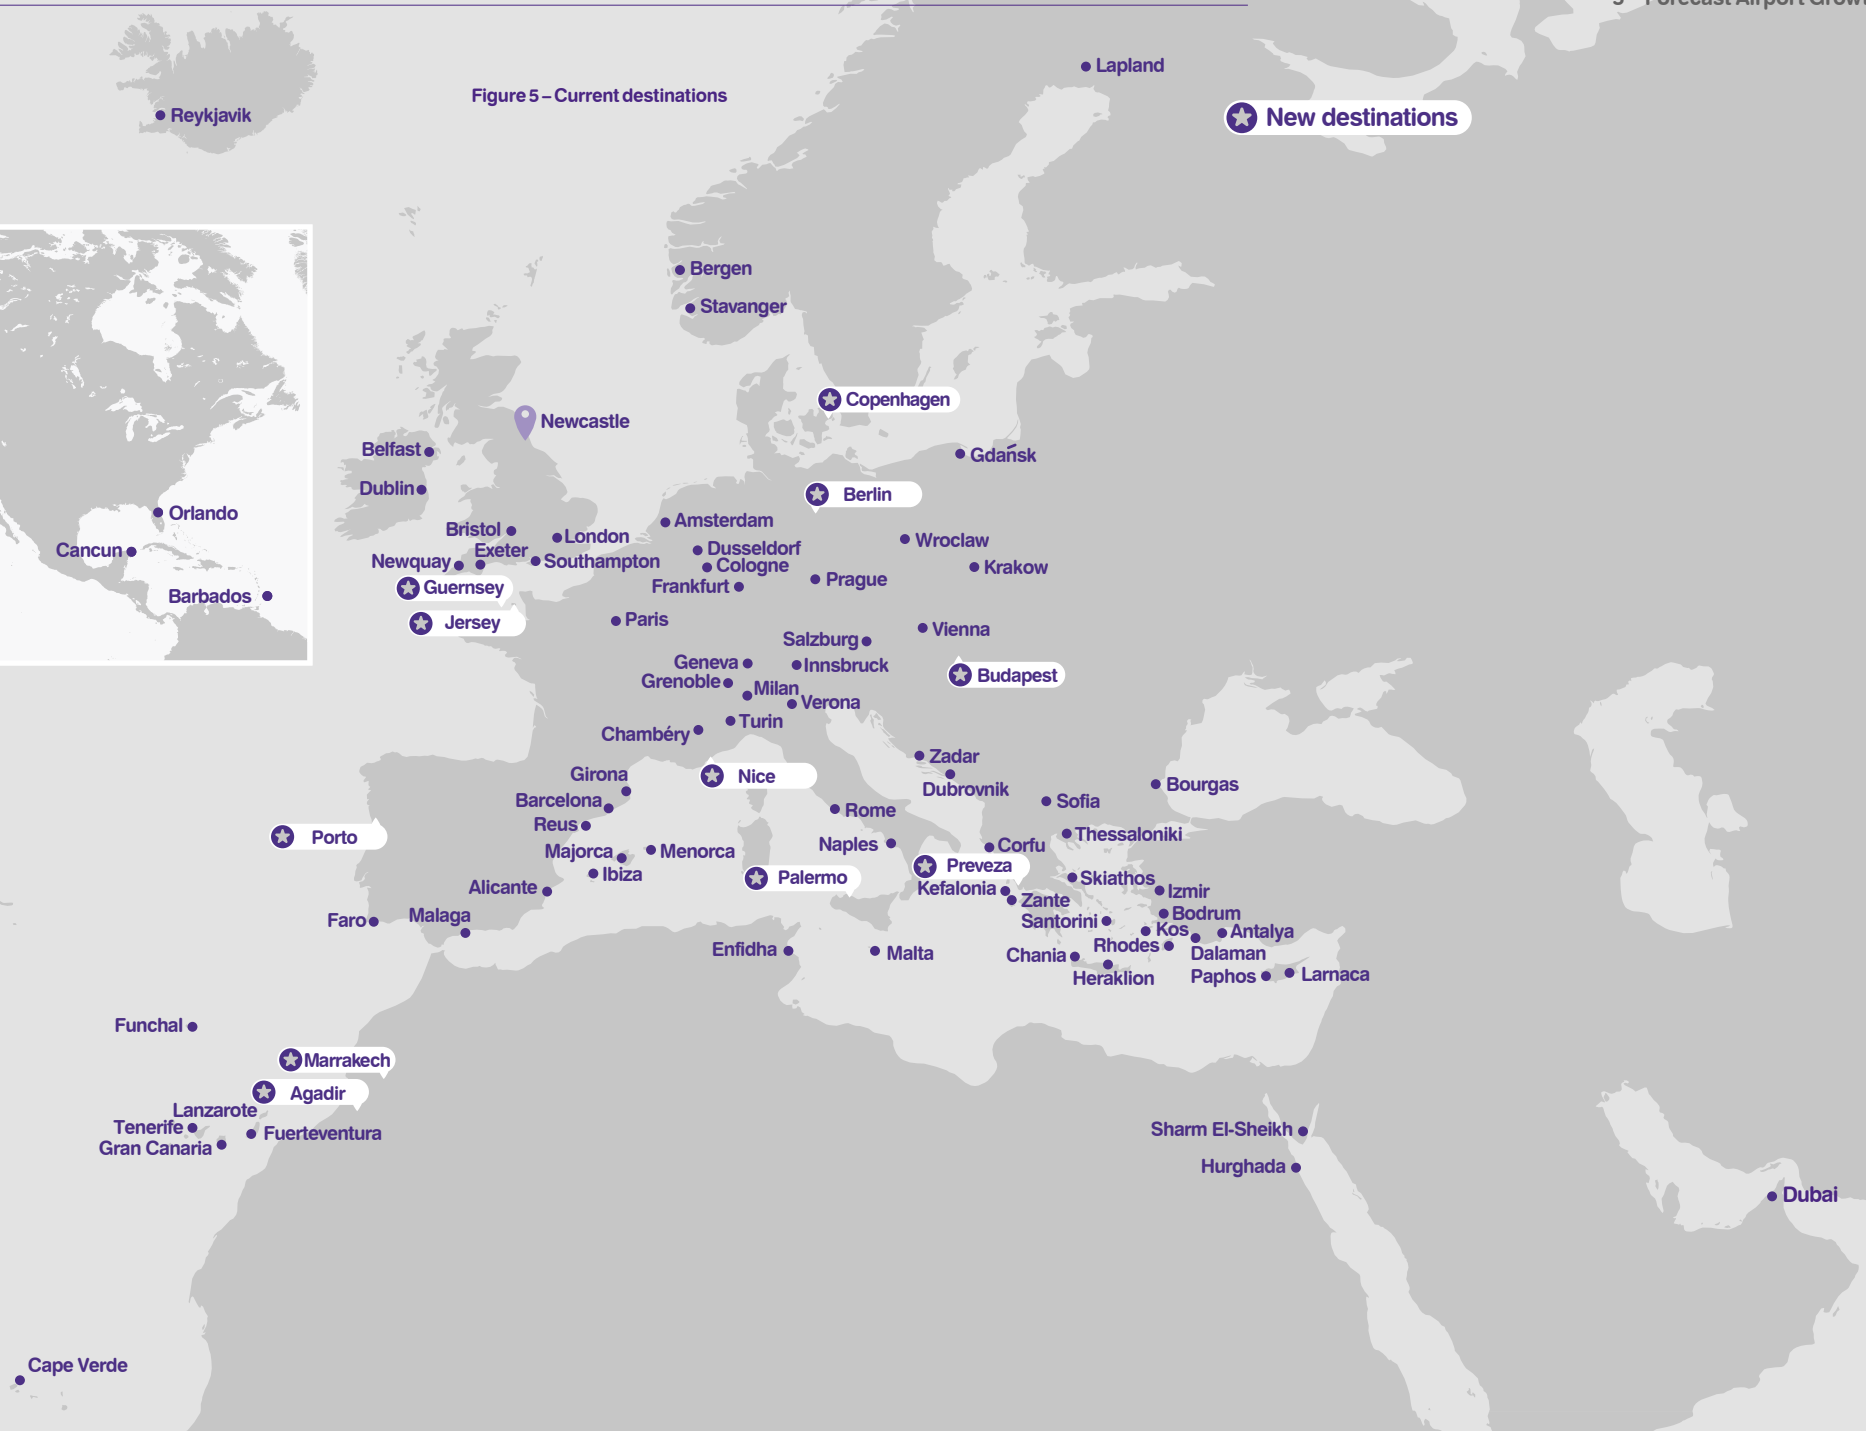 5 – Forecast Airport Grow
Figure 5 – Current destinations
Lapland
New destinations
Reykjavik
Bergen
Stavanger
Copenhagen
Newcastle
Belfast
Gdańsk
Dublin
Berlin
Orlando
Cancun
Barbados
Bristol
London
Amsterdam
Exeter
Newquay
Southampton
Dusseldorf
Cologne
Frankfurt
Wroclaw
Krakow
Prague
Guernsey
Jersey
Paris
Salzburg
Vienna
Geneva
Innsbruck
Budapest
Grenoble
Milan
Verona
Turin
Chambéry
Zadar
Nice
Girona
Dubrovnik
Bourgas
Barcelona
Sofia
Rome
Reus
Porto
Thessaloniki
Naples
Corfu
Majorca
Menorca
Preveza
Ibiza
Palermo
Skiathos
Alicante
Kefalonia
Izmir
Zante
Bodrum
Faro
Malaga
Santorini
Kos
Antalya
Rhodes
Enfidha
Malta
Chania
Dalaman
Heraklion
Paphos
Larnaca
Funchal
Marrakech
Agadir
Lanzarote
Tenerife
Fuerteventura
Gran Canaria
Sharm El-Sheikh
Hurghada
Dubai
Cape Verde